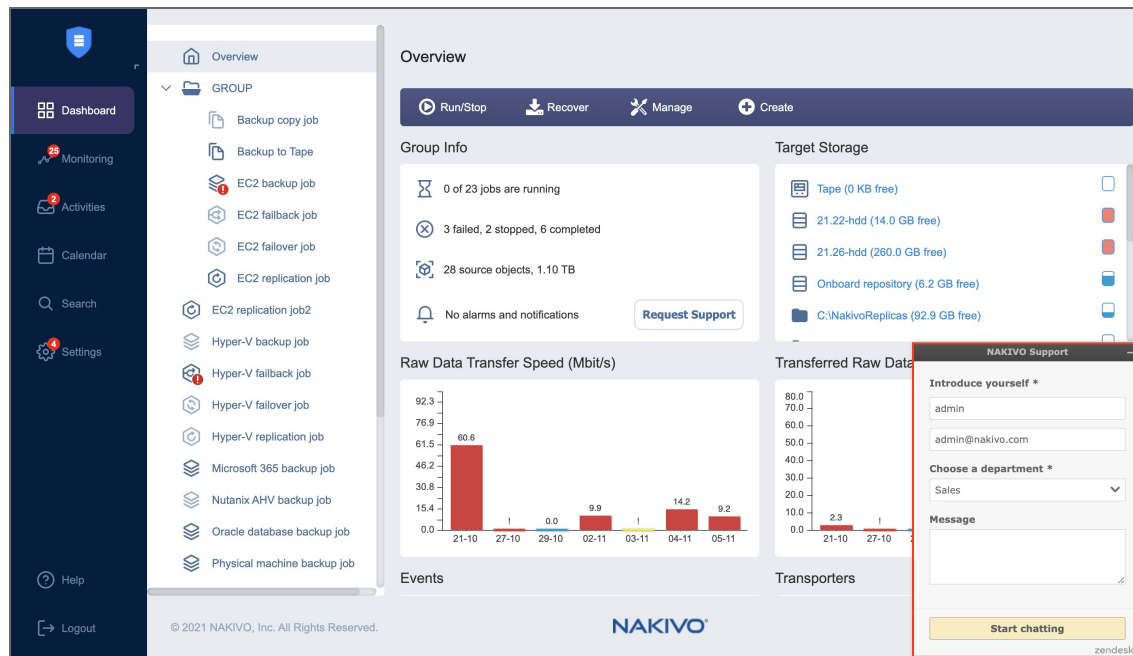 Dashboard
25
Monitoring
2
Activities
Calendar
Search
4
Settings
Help
Logout
Overview
GROUP
Backup copy job
Backup to Tape
EC2 backup job
EC2 failback job
EC2 failover job
EC2 replication job
EC2 replication job2
Hyper-V backup job
Hyper-V failback job
Hyper-V failover job
Hyper-V replication job
Microsoft 365 backup job
Nutanix AHV backup job
Oracle database backup job
Physical machine backup job
Overview
Run/Stop Recover Manage Create
Group Info
0 of 23 jobs are running
3 failed, 2 stopped, 6 completed
28 source objects, 1.10 TB
No alarms and notifications Request Support
Target Storage
Tape (0 KB free)
21.22-hdd (14.0 GB free)
21.26-hdd (260.0 GB free)
Onboard repository (6.2 GB free)
C:\NakivoReplicas (92.9 GB free)
Raw Data Transfer Speed (Mbit/s)
92.3
76.9
61.5
46.2
30.8
15.4
0.0
60.6 ! 0.0 9.9 ! 14.2 9.2
21-10 27-10 29-10 02-11 03-11 04-11 05-11
Transferred Raw Data
80.0
70.0
60.0
50.0
40.0
30.0
20.0
10.0
0.0
2.3 !
21-10 27-10
Events
Transporters
NAKIVO Support
Introduce yourself *
admin
admin@nakivo.com
Choose a department *
Sales
Message
Start chatting
zendesk
© 2021 NAKIVO, Inc. All Rights Reserved.
NAKIVO®